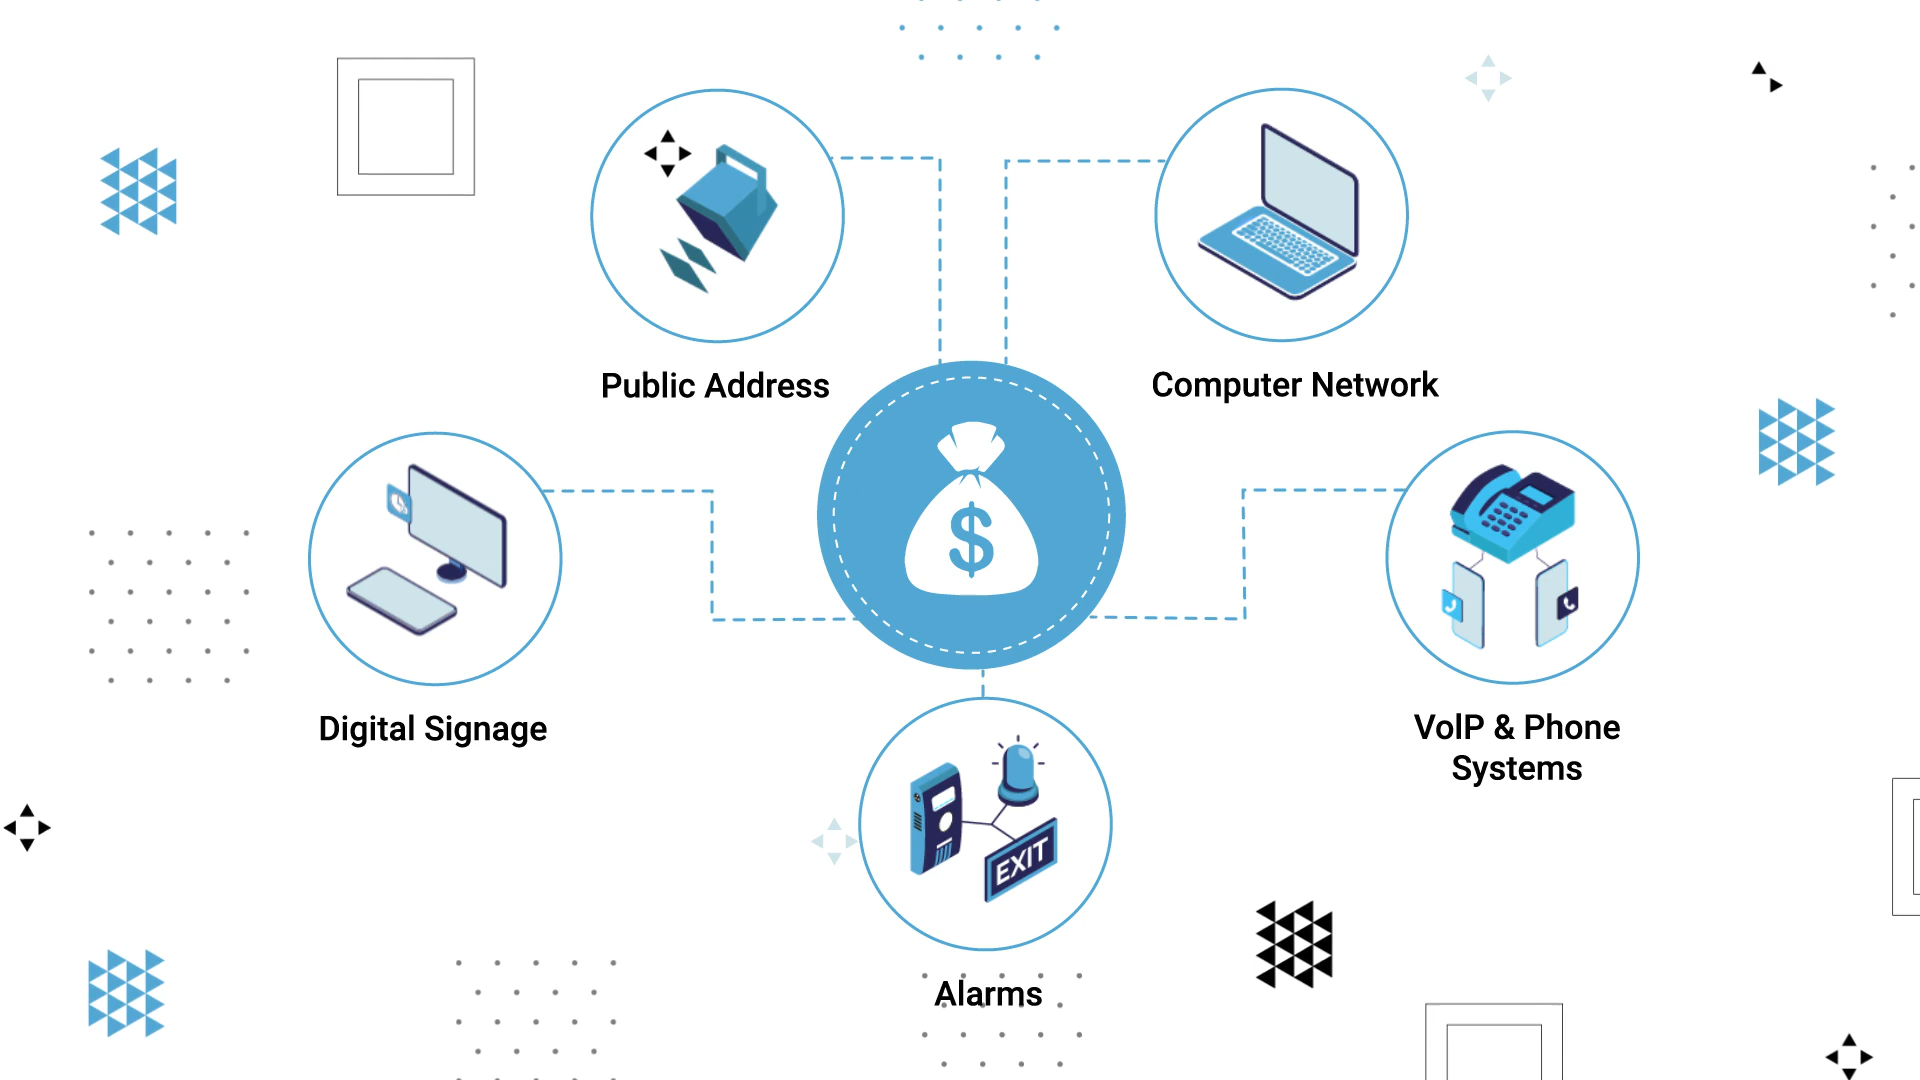 Public Address
Computer Network
$
Digital Signage
VoIP & Phone
Systems
EXIT
Alarms